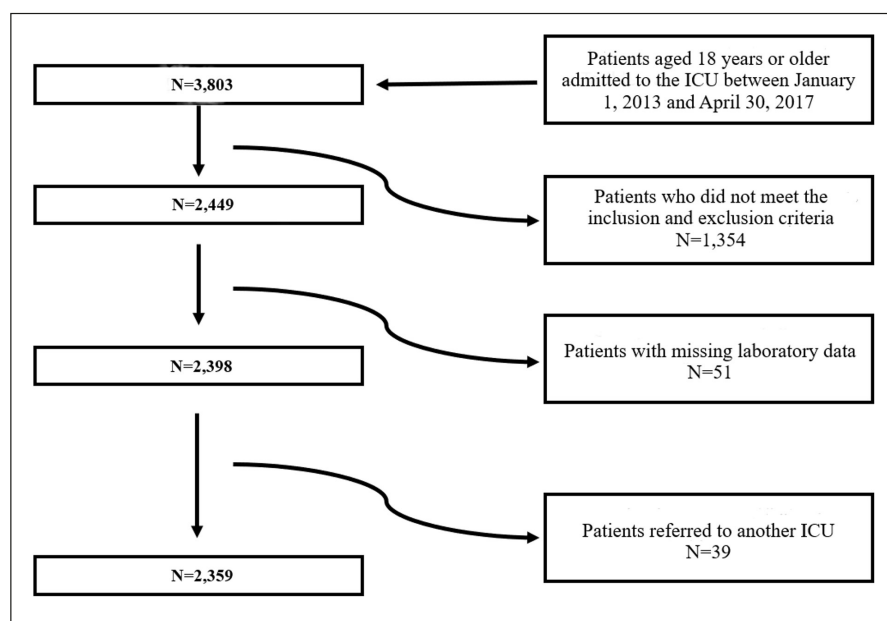 N=3,803
Patients aged 18 years or older
admitted to the ICU between January
1, 2013 and April 30, 2017
N=2,449
Patients who did not meet the
inclusion and exclusion criteria
N=1,354
N=2,398
Patients with missing laboratory data
N=51
N=2,359
Patients referred to another ICU
N=39